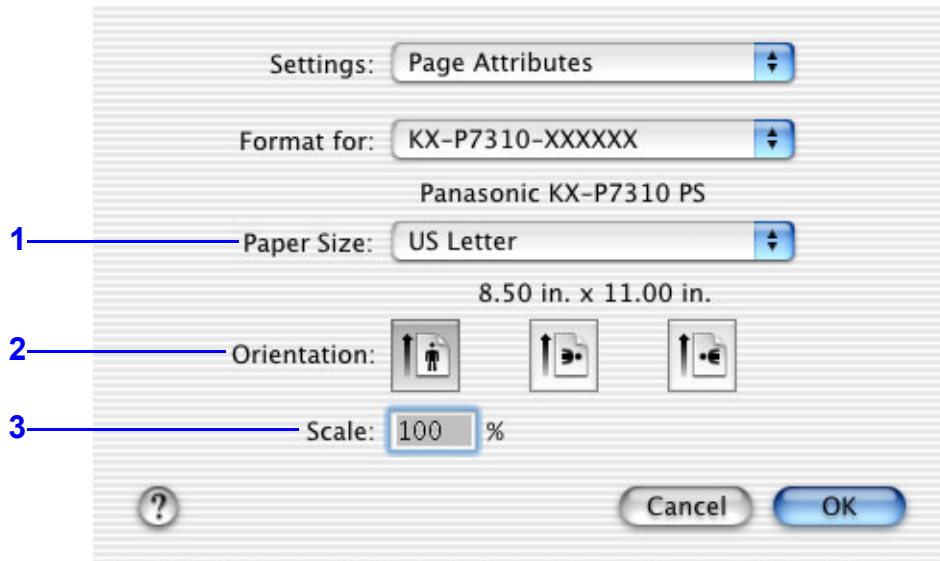 Settings: Page Attributes
Format for: KX-P7310-XXXXXX
Panasonic KX-P7310 PS
1 Paper Size: US Letter
8.50 in. x 11.00 in.
2 Orientation:
3 Scale: 100 %
? Cancel OK